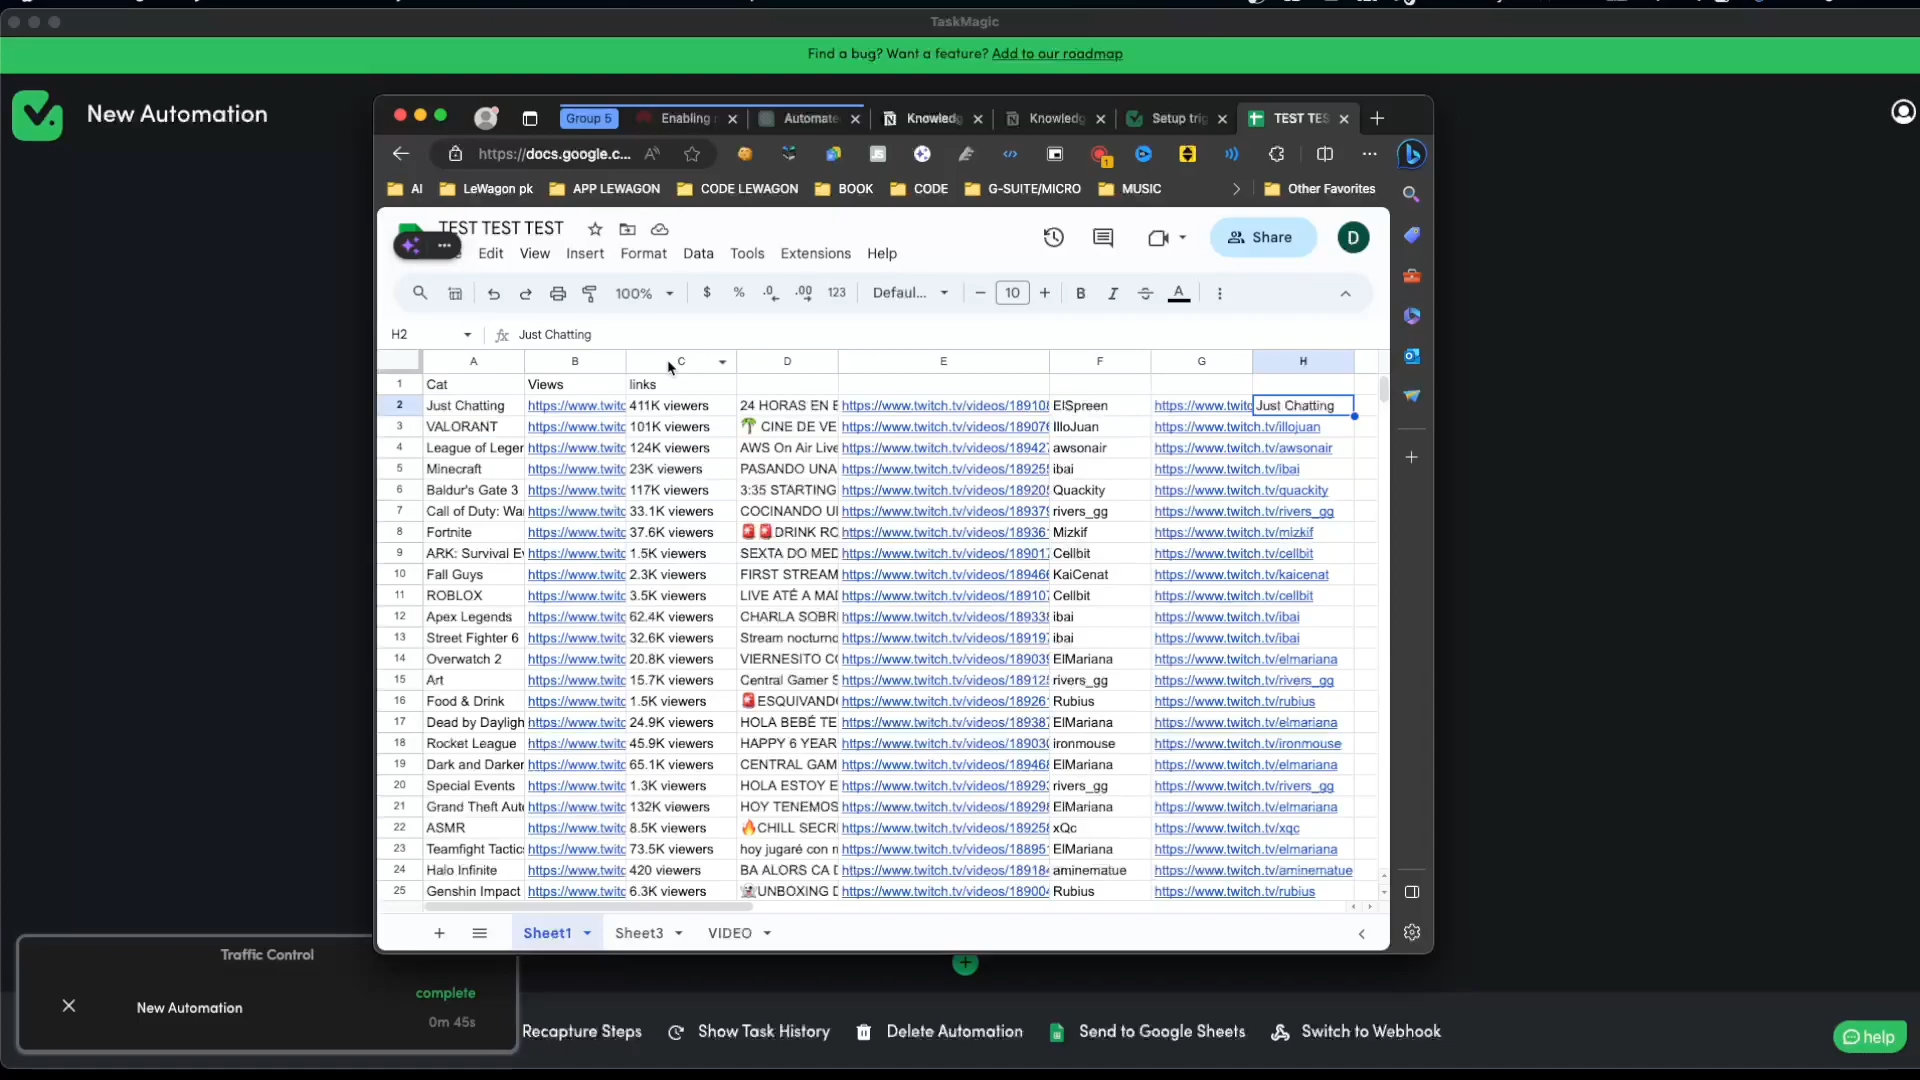 TaskMagic
Find a bug? Want a feature? Add to our roadmap
New Automation
Group 5
Enabling
Automate
Knowledg
Knowledg
Setup trig
TEST TES
https://docs.google.c...
1
AI
LeWagon pk
APP LEWAGON
CODE LEWAGON
BOOK
CODE
G-SUITE/MICRO
MUSIC
Other Favorites
TEST TEST TEST
Edit View Insert Format Data Tools Extensions Help
Share
D
100% $ % .0 .00 123 Defaul... 10 B I A
H2 fx Just Chatting
A B C D E F G H
1 Cat Views links
2 Just Chatting https://www.twitc 411K viewers 24 HORAS EN E https://www.twitch.tv/videos/18910 ElSpreen https://www.twitc Just Chatting
3 VALORANT https://www.twitc 101K viewers 🌴 CINE DE VE https://www.twitch.tv/videos/18907 IlloJuan https://www.twitch.tv/illojuan
4 League of Leger https://www.twitc 124K viewers AWS On Air Live https://www.twitch.tv/videos/18942 awsonair https://www.twitch.tv/awsonair
5 Minecraft https://www.twitc 23K viewers PASANDO UNA https://www.twitch.tv/videos/18925 ibai https://www.twitch.tv/ibai
6 Baldur's Gate 3 https://www.twitc 117K viewers 3:35 STARTING https://www.twitch.tv/videos/18920 Quackity https://www.twitch.tv/quackity
7 Call of Duty: Wa https://www.twitc 33.1K viewers COCINANDO U https://www.twitch.tv/videos/18937 rivers_gg https://www.twitch.tv/rivers_gg
8 Fortnite https://www.twitc 37.6K viewers 🚨🚨DRINK RO https://www.twitch.tv/videos/18936 Mizkif https://www.twitch.tv/mizkif
9 ARK: Survival Ev https://www.twitc 1.5K viewers SEXTA DO MED https://www.twitch.tv/videos/18901 Cellbit https://www.twitch.tv/cellbit
10 Fall Guys https://www.twitc 2.3K viewers FIRST STREAM https://www.twitch.tv/videos/18946 KaiCenat https://www.twitch.tv/kaicenat
11 ROBLOX https://www.twitc 3.5K viewers LIVE ATÉ A MAD https://www.twitch.tv/videos/18910 Cellbit https://www.twitch.tv/cellbit
12 Apex Legends https://www.twitc 62.4K viewers CHARLA SOBR https://www.twitch.tv/videos/18933 ibai https://www.twitch.tv/ibai
13 Street Fighter 6 https://www.twitc 32.6K viewers Stream nocturno https://www.twitch.tv/videos/18919 ibai https://www.twitch.tv/ibai
14 Overwatch 2 https://www.twitc 20.8K viewers VIERNESITO CO https://www.twitch.tv/videos/18903 ElMariana https://www.twitch.tv/elmariana
15 Art https://www.twitc 15.7K viewers Central Gamer S https://www.twitch.tv/videos/18912 rivers_gg https://www.twitch.tv/rivers_gg
16 Food & Drink https://www.twitc 1.5K viewers 🚨ESQUIVAND https://www.twitch.tv/videos/18926 Rubius https://www.twitch.tv/rubius
17 Dead by Dayligh https://www.twitc 24.9K viewers HOLA BEBÉ TE https://www.twitch.tv/videos/18938 ElMariana https://www.twitch.tv/elmariana
18 Rocket League https://www.twitc 45.9K viewers HAPPY 6 YEAR https://www.twitch.tv/videos/18903 ironmouse https://www.twitch.tv/ironmouse
19 Dark and Darker https://www.twitc 65.1K viewers CENTRAL GAM https://www.twitch.tv/videos/18946 ElMariana https://www.twitch.tv/elmariana
20 Special Events https://www.twitc 1.3K viewers HOLA ESTOY E https://www.twitch.tv/videos/18929 rivers_gg https://www.twitch.tv/rivers_gg
21 Grand Theft Aut https://www.twitc 132K viewers HOY TENEMOS https://www.twitch.tv/videos/18929 ElMariana https://www.twitch.tv/elmariana
22 ASMR https://www.twitc 8.5K viewers 🔥CHILL SECR https://www.twitch.tv/videos/18925 xQc https://www.twitch.tv/xqc
23 Teamfight Tactic https://www.twitc 73.5K viewers hoy jugaré con https://www.twitch.tv/videos/18895 ElMariana https://www.twitch.tv/elmariana
24 Halo Infinite https://www.twitc 420 viewers BA ALORS CA D https://www.twitch.tv/videos/18918 aminematue https://www.twitch.tv/aminematue
25 Genshin Impact https://www.twitc 6.3K viewers UNBOXING D https://www.twitch.tv/videos/18900 Rubius https://www.twitch.tv/rubius
Sheet1 Sheet3 VIDEO
Traffic Control
New Automation
complete
0m 45s
Recapture Steps
Show Task History
Delete Automation
Send to Google Sheets
Switch to Webhook
help